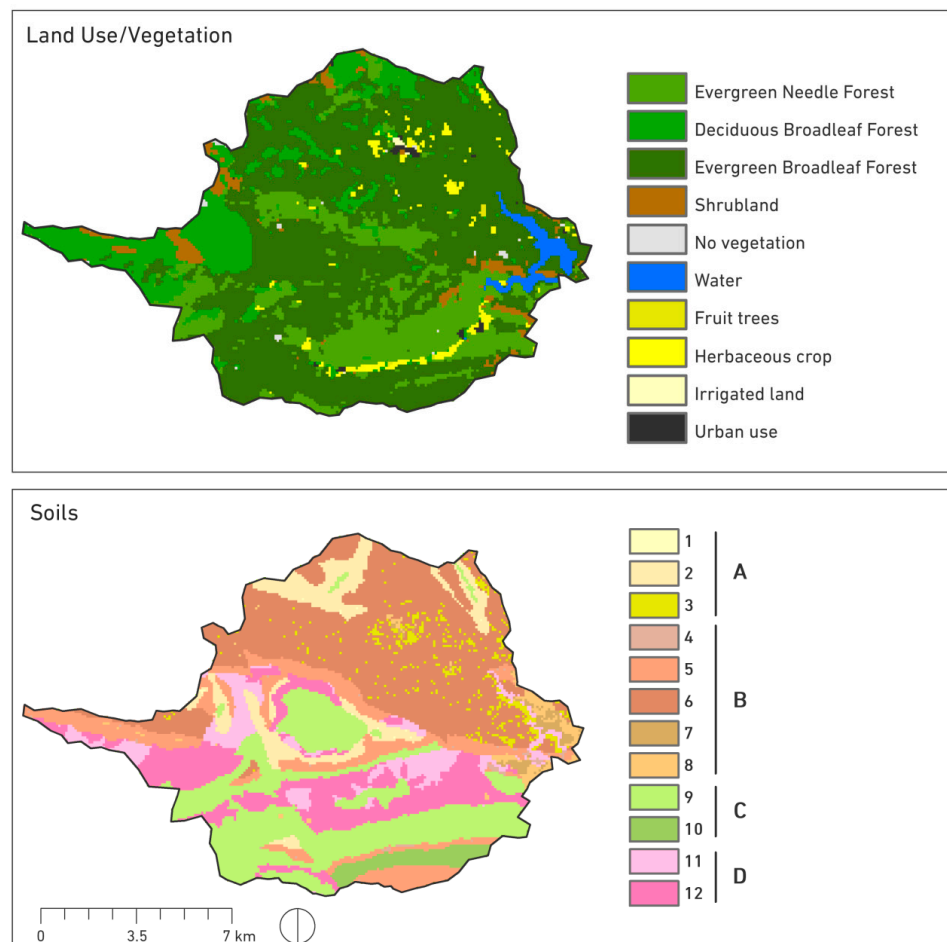 Land Use/Vegetation
Evergreen Needle Forest
Deciduous Broadleaf Forest
Evergreen Broadleaf Forest
Shrubland
No vegetation
Water
Fruit trees
Herbaceous crop
Irrigated land
Urban use
Soils
1
2
3
A
4
5
6
7
8
B
9
10
C
11
12
D
0 3.5 7 km